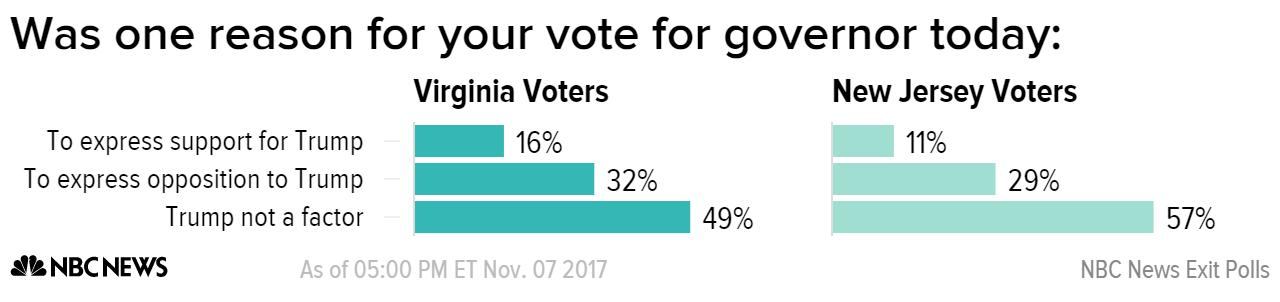 Was one reason for your vote for governor today:
Virginia Voters New Jersey Voters
To express support for Trump 16% 11%
To express opposition to Trump 32% 29%
Trump not a factor 49% 57%
NBC NEWS As of 05:00 PM ET Nov. 07 2017 NBC News Exit Polls